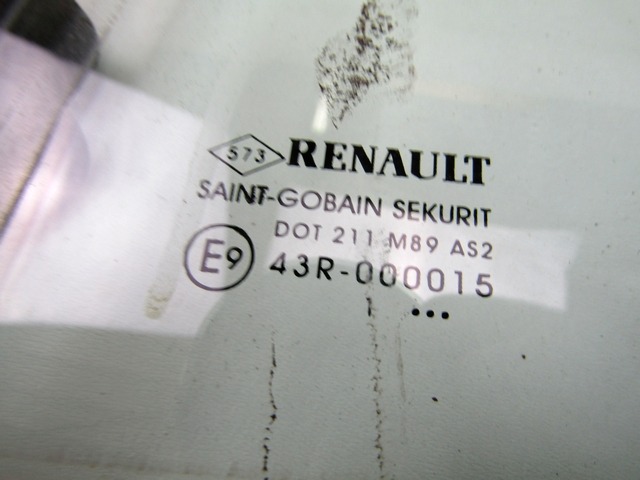 573 RENAULT
SAINT-GOBAIN SEKURIT
DOT 211 M89 AS2
E9 43R-000015
...